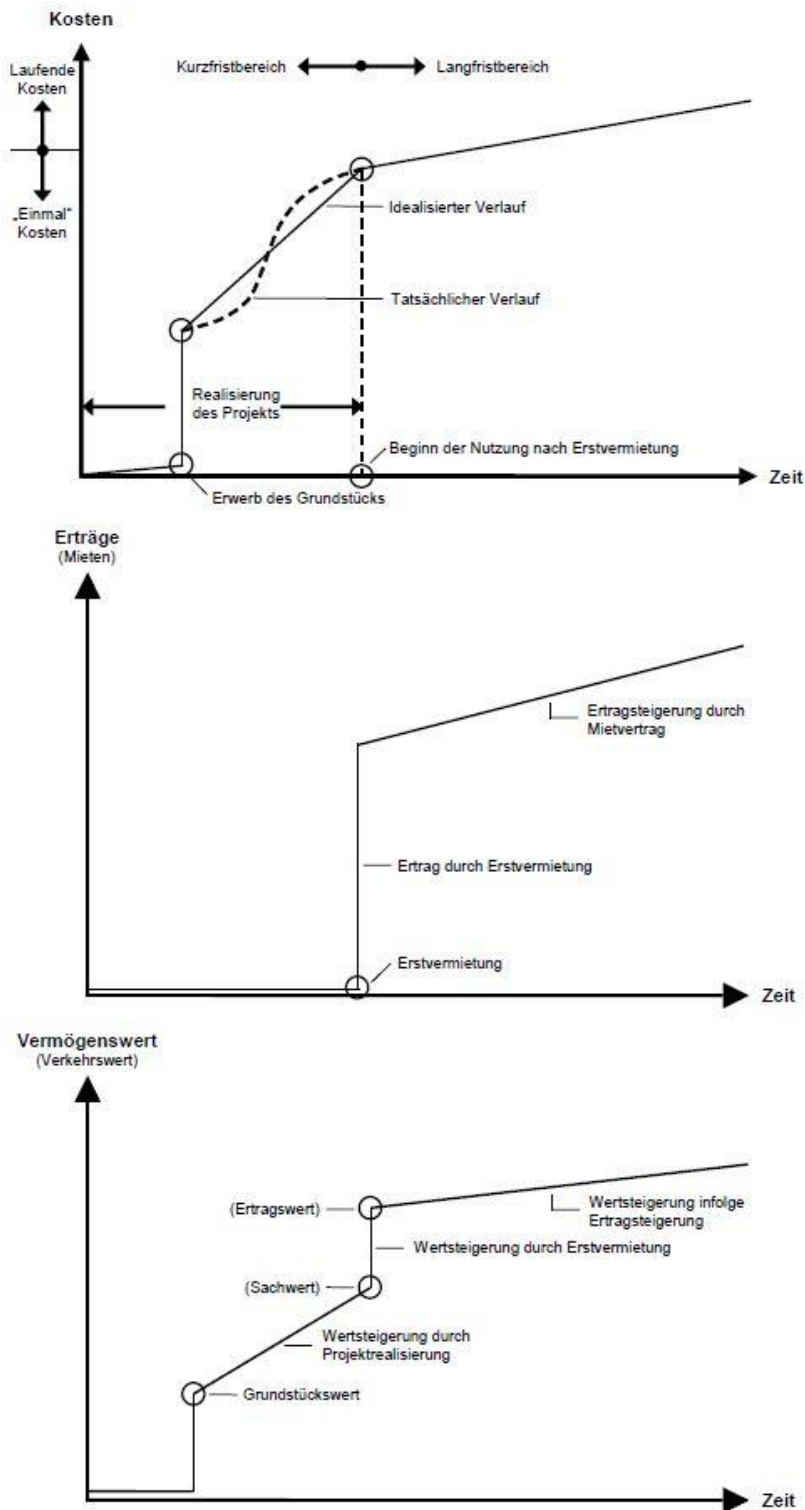 Kosten
Laufende
Kosten
Kurzfristbereich
Langfristbereich
„Einmal“
Kosten
Idealisierter Verlauf
Tatsächlicher Verlauf
Realisierung
des Projekts
Beginn der Nutzung nach Erstvermietung
Zeit
Erwerb des Grundstücks
Erträge
(Mieten)
Ertragsteigerung durch
Mietvertrag
Ertrag durch Erstvermietung
Erstvermietung
Zeit
Vermögenswert
(Verkehrswert)
(Ertragswert)
Wertsteigerung infolge
Ertragsteigerung
Wertsteigerung durch Erstvermietung
(Sachwert)
Wertsteigerung durch
Projektrealisierung
Grundstückswert
Zeit